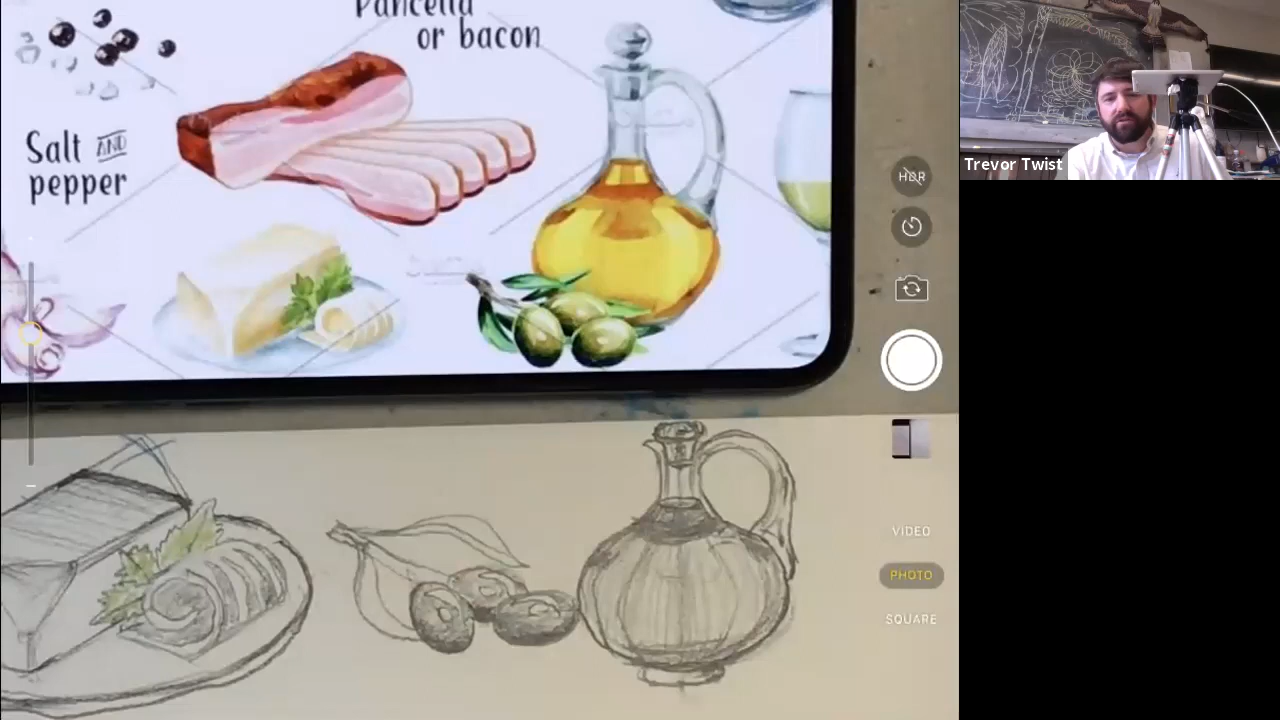 Pancetta
or bacon
Salt AND
pepper
HDR
VIDEO
PHOTO
SQUARE
Trevor Twist